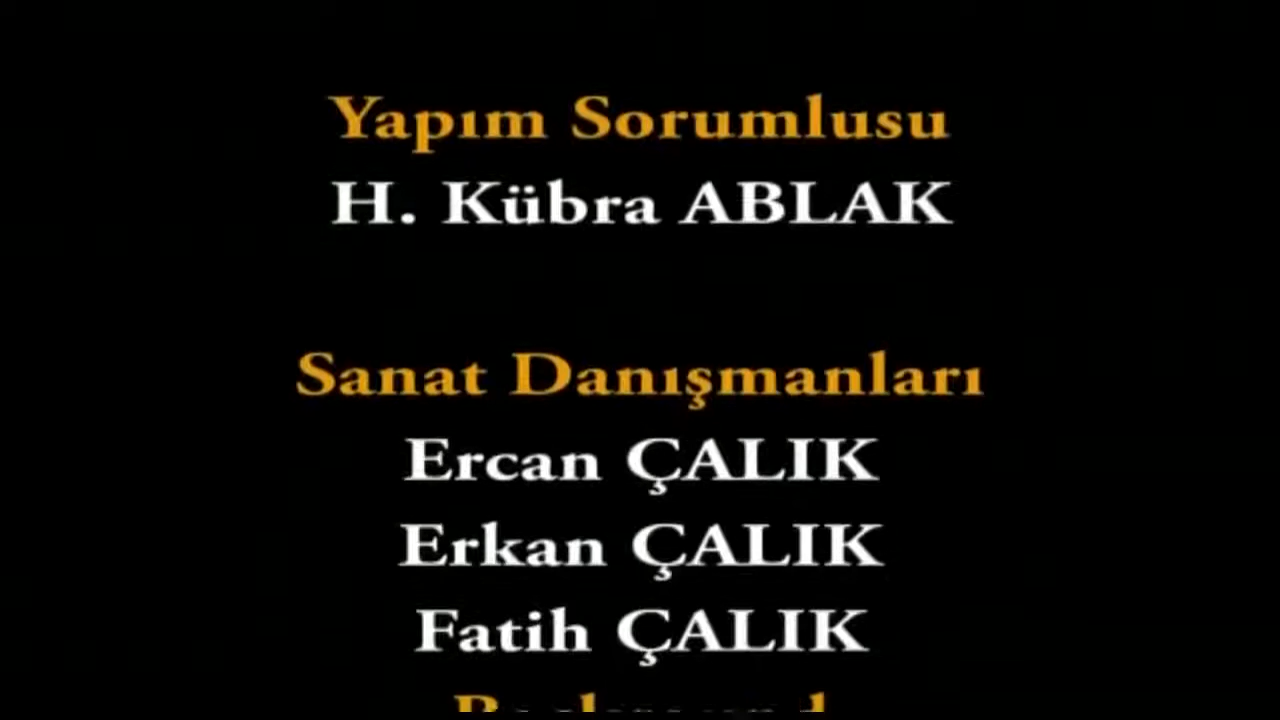 Yapım Sorumlusu
H. Kübra ABLAK
Sanat Danışmanları
Ercan ÇALIK
Erkan ÇALIK
Fatih ÇALIK